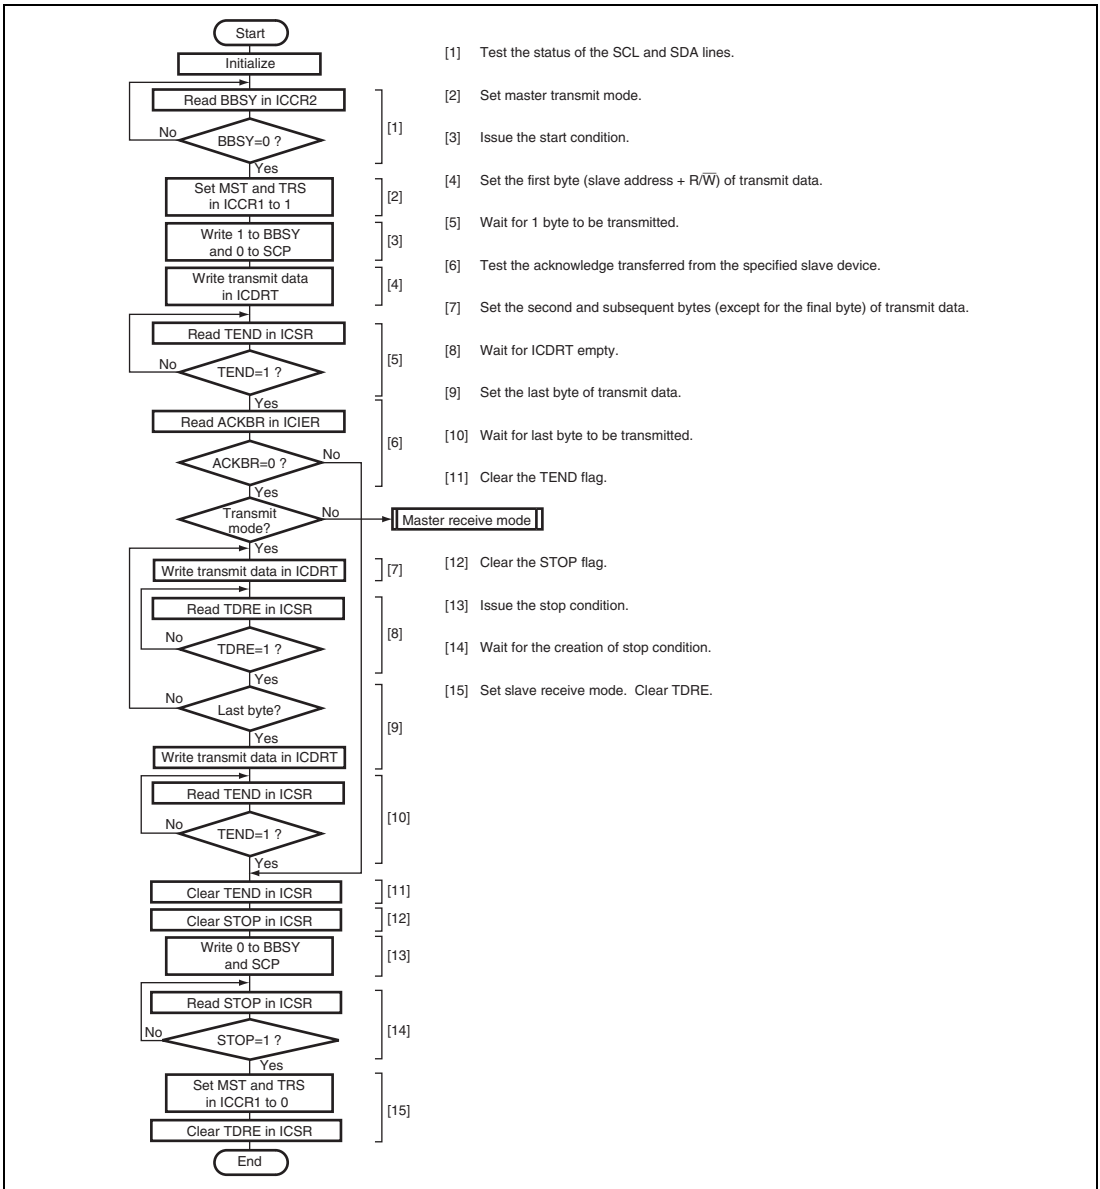 Start
Initialize
Read BBSY in ICCR2
No
BBSY=0 ?
[1]
Yes
Set MST and TRS
in ICCR1 to 1
[2]
Write 1 to BBSY
and 0 to SCP
[3]
Write transmit data
in ICDRT
[4]
Read TEND in ICSR
No
TEND=1 ?
[5]
Yes
Read ACKBR in ICIER
[6]
ACKBR=0 ?
No
Yes
Transmit
mode?
No
Master receive mode
Yes
Write transmit data in ICDRT
[7]
Read TDRE in ICSR
No
TDRE=1 ?
[8]
Yes
No
Last byte?
[9]
Yes
Write transmit data in ICDRT
Read TEND in ICSR
No
TEND=1 ?
[10]
Yes
Clear TEND in ICSR
[11]
Clear STOP in ICSR
[12]
Write 0 to BBSY
and SCP
[13]
Read STOP in ICSR
No
STOP=1 ?
[14]
Yes
Set MST and TRS
in ICCR1 to 0
[15]
Clear TDRE in ICSR
End
[1] Test the status of the SCL and SDA lines.
[2] Set master transmit mode.
[3] Issue the start condition.
[4] Set the first byte (slave address + R/W̅) of transmit data.
[5] Wait for 1 byte to be transmitted.
[6] Test the acknowledge transferred from the specified slave device.
[7] Set the second and subsequent bytes (except for the final byte) of transmit data.
[8] Wait for ICDRT empty.
[9] Set the last byte of transmit data.
[10] Wait for last byte to be transmitted.
[11] Clear the TEND flag.
[12] Clear the STOP flag.
[13] Issue the stop condition.
[14] Wait for the creation of stop condition.
[15] Set slave receive mode. Clear TDRE.